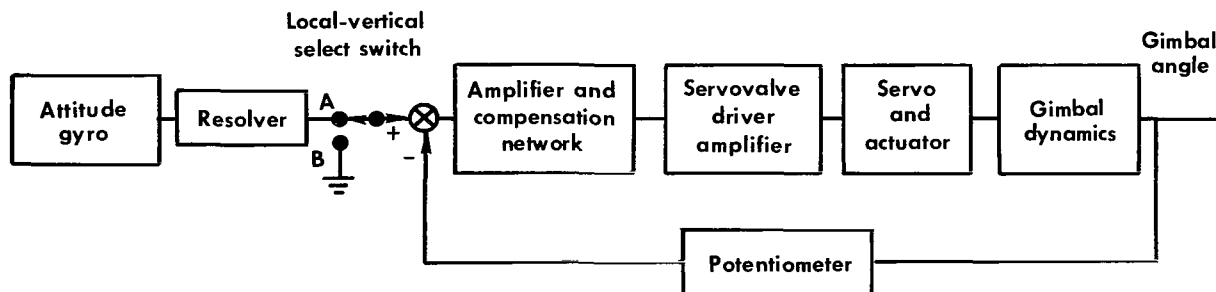 Local-vertical
select switch
Gimbal
angle
Attitude
gyro
Resolver
A
B
+
−
Amplifier and
compensation
network
Servovalve
driver
amplifier
Servo
and
actuator
Gimbal
dynamics
Potentiometer